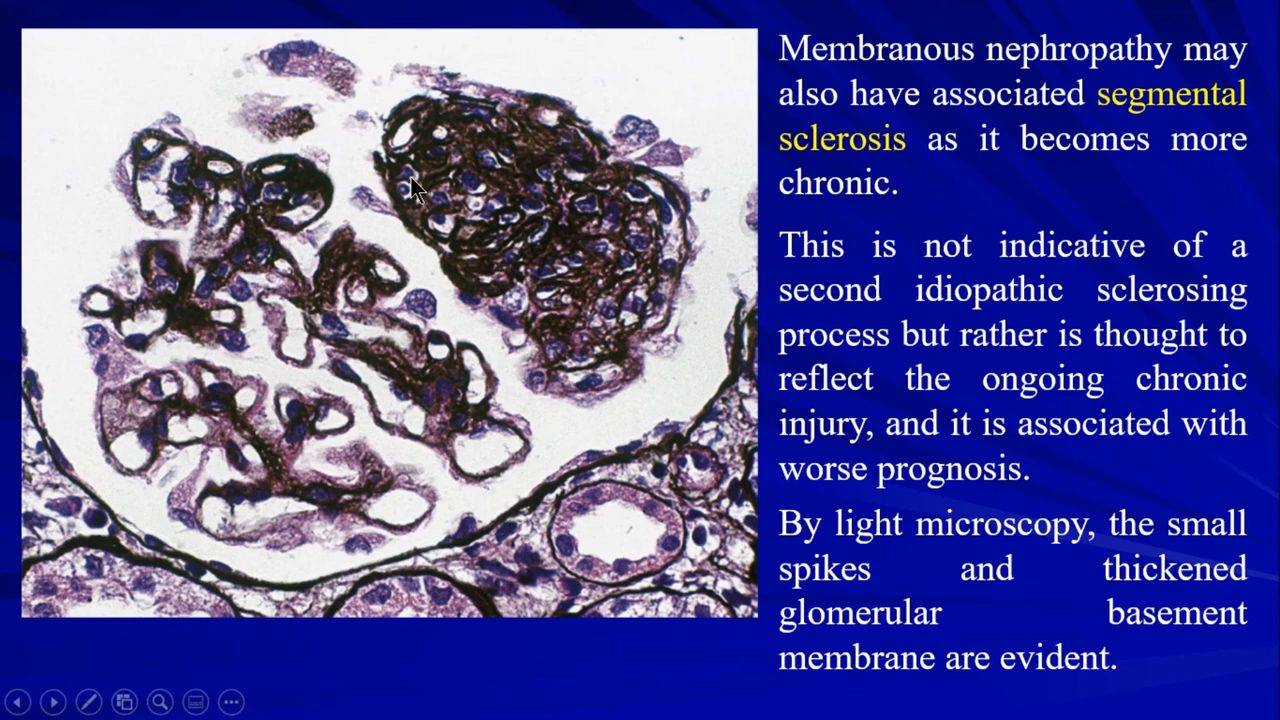 Membranous nephropathy may
also have associated segmental
sclerosis as it becomes more
chronic.
This is not indicative of a
second idiopathic sclerosing
process but rather is thought to
reflect the ongoing chronic
injury, and it is associated with
worse prognosis.
By light microscopy, the small
spikes and thickened
glomerular basement
membrane are evident.